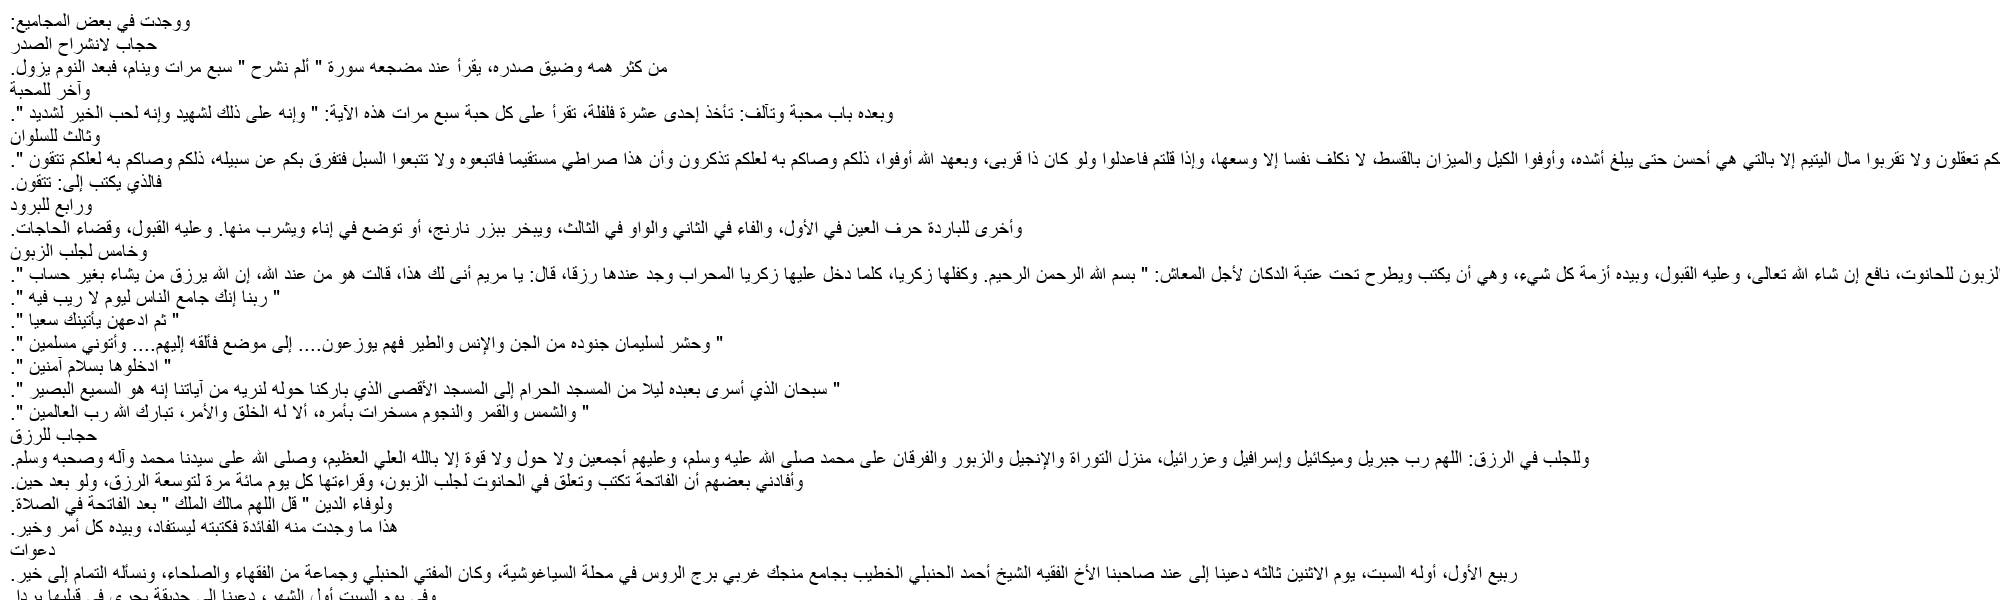 ووجدت في بعض المجاميع:
حجاب لانشراح الصدر
من كثر همه وضيق صدره، يقرأ عند مضجعه سورة " ألم نشرح " سبع مرات وينام، فبعد النوم يزول.
وآخر للمحبة
وبعده باب محبة وتآلف: تأخذ إحدى عشرة فلفلة، تقرأ على كل حبة سبع مرات هذه الآية: " وإنه على ذلك لشهيد وإنه لحب الخير لشديد ".
وثالث للسلوان
كم تعقلون ولا تقربوا مال اليتيم إلا بالتي هي أحسن حتى يبلغ أشده، وأوفوا الكيل والميزان بالقسط، لا نكلف نفسا إلا وسعها، وإذا قلتم فاعدلوا ولو كان ذا قربى، وبعهد الله أوفوا، ذلكم وصاكم به لعلكم تذكرون وأن هذا صراطي مستقيما فاتبعوه ولا تتبعوا السبل فتفرق بكم عن سبيله، ذلكم وصاكم به لعلكم تتقون ".
فالذي يكتب إلى: تتقون.
ورابع للبرود
وأخرى للباردة حرف العين في الأول، والفاء في الثاني والواو في الثالث، ويبخر ببزر نارنج، أو توضع في إناء ويشرب منها. وعليه القبول، وقضاء الحاجات.
وخامس لجلب الزبون
الزبون للحانوت، نافع إن شاء الله تعالى، وعليه القبول، وبيده أزمة كل شيء، وهي أن يكتب ويطرح تحت عتبة الدكان لأجل المعاش: " بسم الله الرحمن الرحيم. وكفلها زكريا، كلما دخل عليها زكريا المحراب وجد عندها رزقا، قال: يا مريم أنى لك هذا، قالت هو من عند الله، إن الله يرزق من يشاء بغير حساب ".
" ربنا إنك جامع الناس ليوم لا ريب فيه ".
" ثم ادعهن يأتينك سعيا ".
" وحشر لسليمان جنوده من الجن والإنس والطير فهم يوزعون.... إلى موضع فألقه إليهم.... وأتوني مسلمين ".
" ادخلوها بسلام آمنين ".
" سبحان الذي أسرى بعبده ليلا من المسجد الحرام إلى المسجد الأقصى الذي باركنا حوله لنريه من آياتنا إنه هو السميع البصير ".
" والشمس والقمر والنجوم مسخرات بأمره، ألا له الخلق والأمر، تبارك الله رب العالمين ".
حجاب للرزق
وللجلب في الرزق: اللهم رب جبريل وميكائيل وإسرافيل وعزرائيل، منزل التوراة والإنجيل والزبور والفرقان على محمد صلى الله عليه وسلم، وعليهم أجمعين ولا حول ولا قوة إلا بالله العلي العظيم، وصلى الله على سيدنا محمد وآله وصحبه وسلم.
وأفادني بعضهم أن الفاتحة تكتب وتعلق في الحانوت لجلب الزبون، وقراءتها كل يوم مائة مرة لتوسعة الرزق، ولو بعد حين.
ولوفاء الدين " قل اللهم مالك الملك " بعد الفاتحة في الصلاة.
هذا ما وجدت منه الفائدة فكتبته ليستفاد، وبيده كل أمر وخير.
دعوات
ربيع الأول، أوله السبت، يوم الاثنين ثالثه دعينا إلى عند صاحبنا الأخ الفقيه الشيخ أحمد الحنبلي الخطيب بجامع منجك غربي برج الروس في محلة السياغوشية، وكان المفتي الحنبلي وجماعة من الفقهاء والصلحاء، ونسأله التمام إلى خير.
وفي يوم السبت أول الشهر، دعينا إلى حديقة يجري في قبليها بردا.